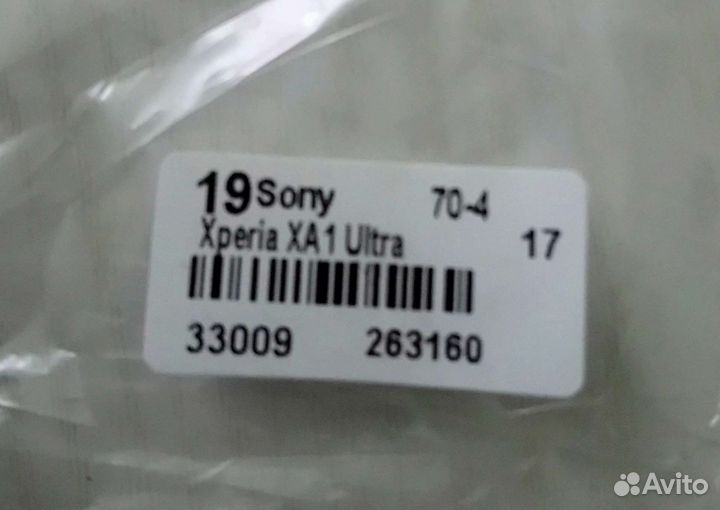 19 Sony 70-4
Xperia XA1 Ultra 17
33009 263160
Avito